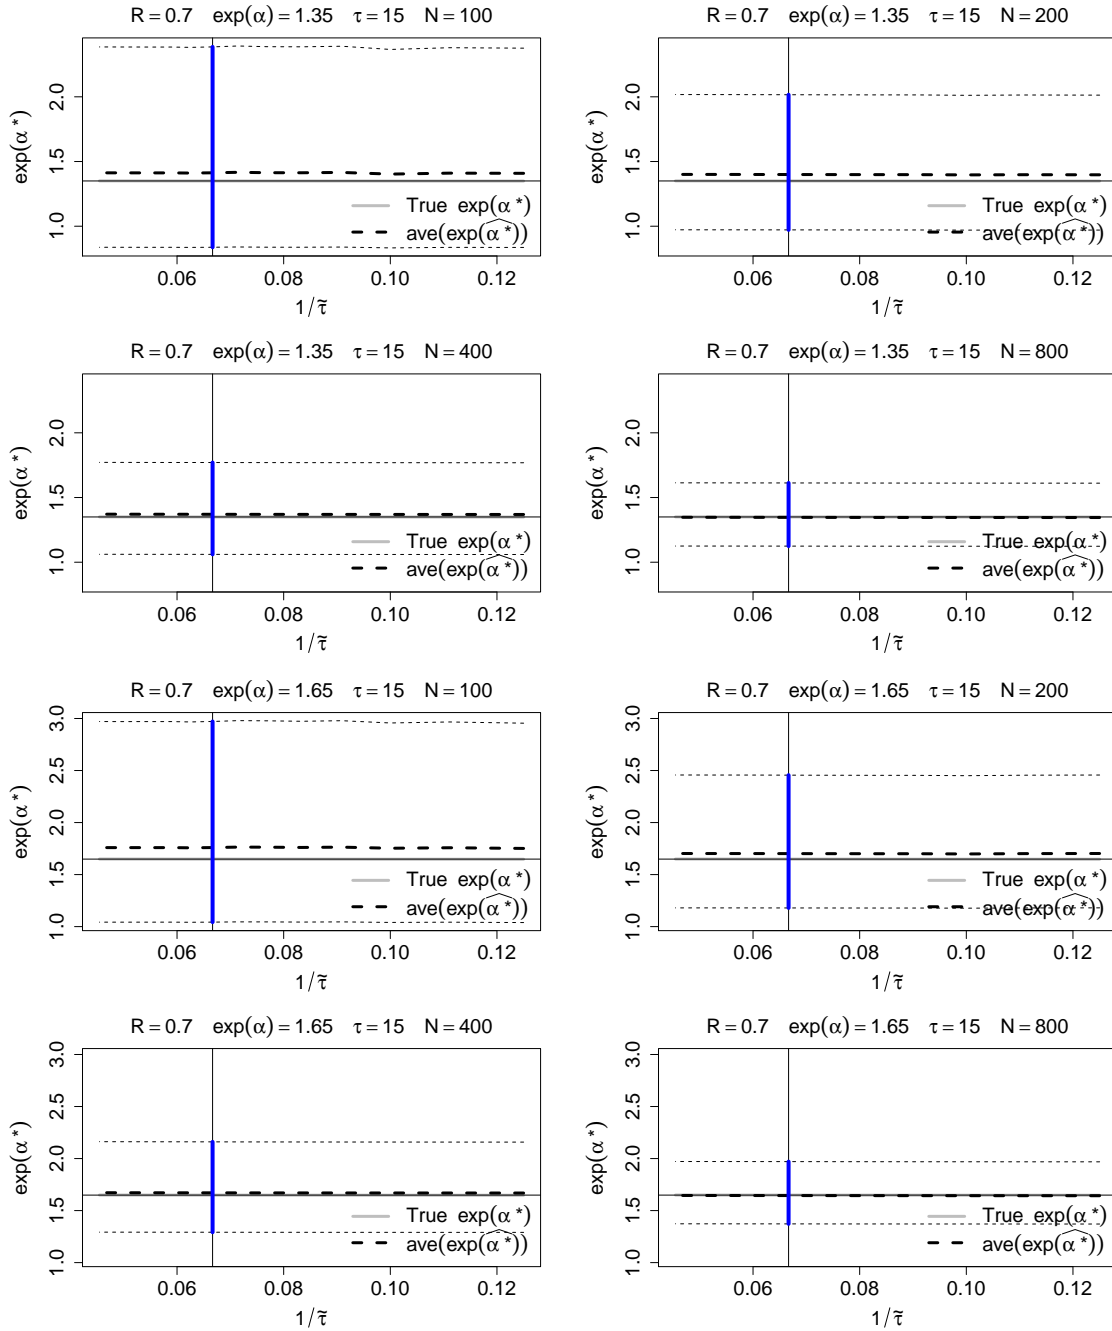 R = 0.7 exp(α) = 1.35 τ = 15 N = 100
exp(α*)
1.0 1.5 2.0
True exp(α*)
ave(exp(α̂*))
0.06 0.08 0.10 0.12
1/τ̃
R = 0.7 exp(α) = 1.35 τ = 15 N = 200
exp(α*)
1.0 1.5 2.0
True exp(α*)
ave(exp(α̂*))
0.06 0.08 0.10 0.12
1/τ̃
R = 0.7 exp(α) = 1.35 τ = 15 N = 400
exp(α*)
1.0 1.5 2.0
True exp(α*)
ave(exp(α̂*))
0.06 0.08 0.10 0.12
1/τ̃
R = 0.7 exp(α) = 1.35 τ = 15 N = 800
exp(α*)
1.0 1.5 2.0
True exp(α*)
ave(exp(α̂*))
0.06 0.08 0.10 0.12
1/τ̃
R = 0.7 exp(α) = 1.65 τ = 15 N = 100
exp(α*)
1.0 1.5 2.0 2.5 3.0
True exp(α*)
ave(exp(α̂*))
0.06 0.08 0.10 0.12
1/τ̃
R = 0.7 exp(α) = 1.65 τ = 15 N = 200
exp(α*)
1.0 1.5 2.0 2.5 3.0
True exp(α*)
ave(exp(α̂*))
0.06 0.08 0.10 0.12
1/τ̃
R = 0.7 exp(α) = 1.65 τ = 15 N = 400
exp(α*)
1.0 1.5 2.0 2.5 3.0
True exp(α*)
ave(exp(α̂*))
0.06 0.08 0.10 0.12
1/τ̃
R = 0.7 exp(α) = 1.65 τ = 15 N = 800
exp(α*)
1.0 1.5 2.0 2.5 3.0
True exp(α*)
ave(exp(α̂*))
0.06 0.08 0.10 0.12
1/τ̃